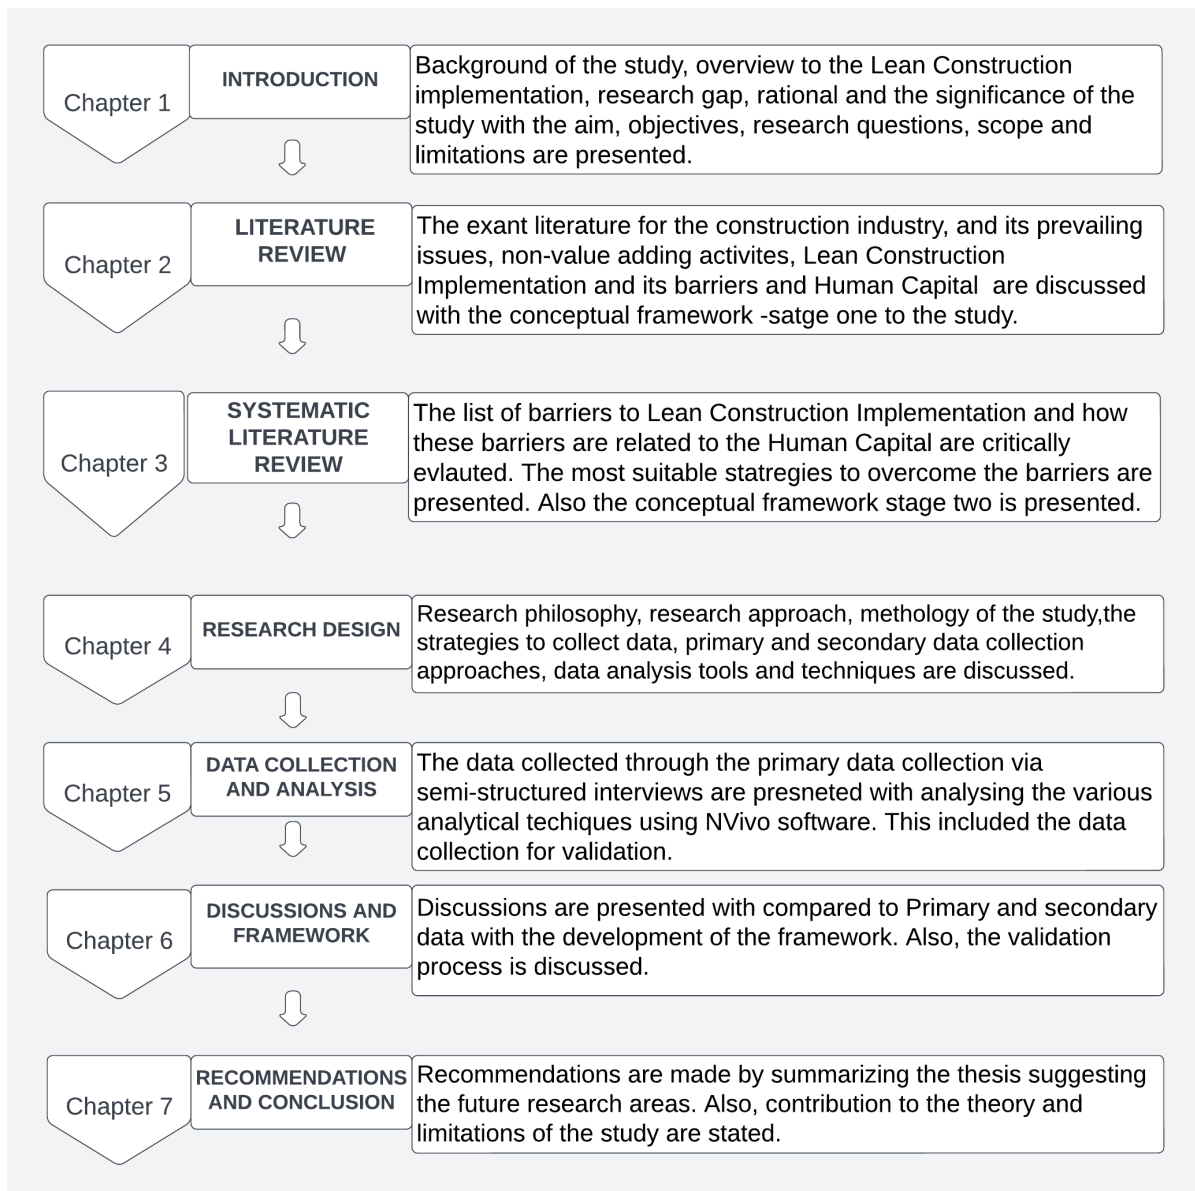 Chapter 1
INTRODUCTION
Background of the study, overview to the Lean Construction
implementation, research gap, rational and the significance of the
study with the aim, objectives, research questions, scope and
limitations are presented.
Chapter 2
LITERATURE
REVIEW
The exant literature for the construction industry, and its prevailing
issues, non-value adding activites, Lean Construction
Implementation and its barriers and Human Capital  are discussed
with the conceptual framework -satge one to the study.
Chapter 3
SYSTEMATIC
LITERATURE
REVIEW
The list of barriers to Lean Construction Implementation and how
these barriers are related to the Human Capital are critically
evlauted. The most suitable statregies to overcome the barriers are
presented. Also the conceptual framework stage two is presented.
Chapter 4
RESEARCH DESIGN
Research philosophy, research approach, methology of the study,the
strategies to collect data, primary and secondary data collection
approaches, data analysis tools and techniques are discussed.
Chapter 5
DATA COLLECTION
AND ANALYSIS
The data collected through the primary data collection via
semi-structured interviews are presneted with analysing the various
analytical techiques using NVivo software. This included the data
collection for validation.
Chapter 6
DISCUSSIONS AND
FRAMEWORK
Discussions are presented with compared to Primary and secondary
data with the development of the framework. Also, the validation
process is discussed.
Chapter 7
RECOMMENDATIONS
AND CONCLUSION
Recommendations are made by summarizing the thesis suggesting
the future research areas. Also, contribution to the theory and
limitations of the study are stated.